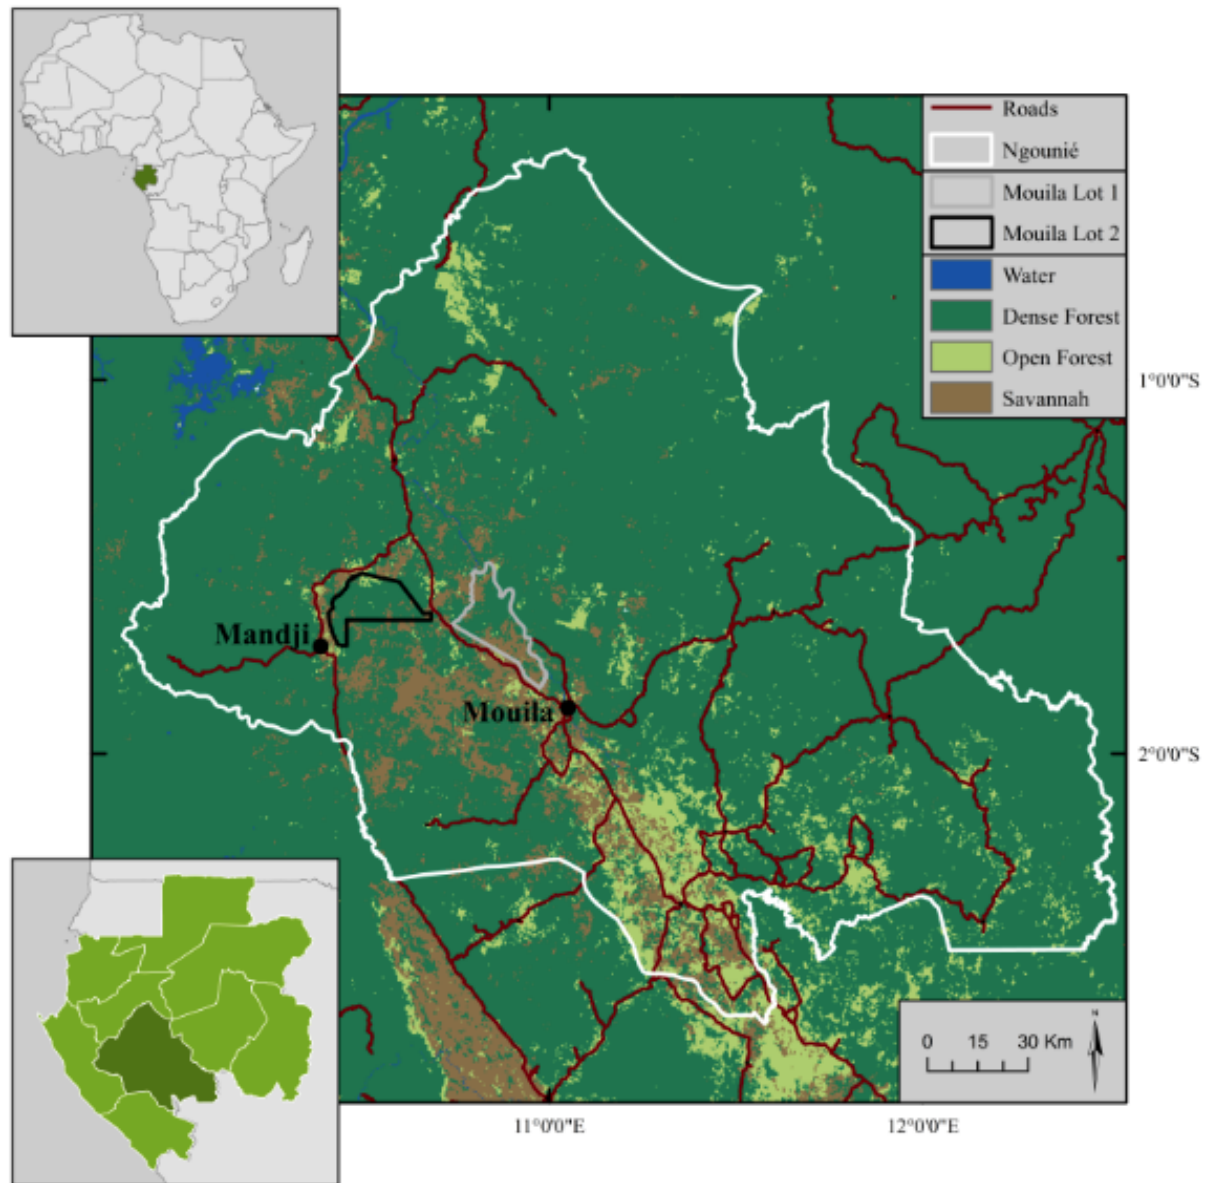 Roads
Ngounié
Mouila Lot 1
Mouila Lot 2
Water
Dense Forest
Open Forest
Savannah
1°0'0"S
Mandji
Mouila
2°0'0"S
N
0 15 30 Km
11°0'0"E
12°0'0"E